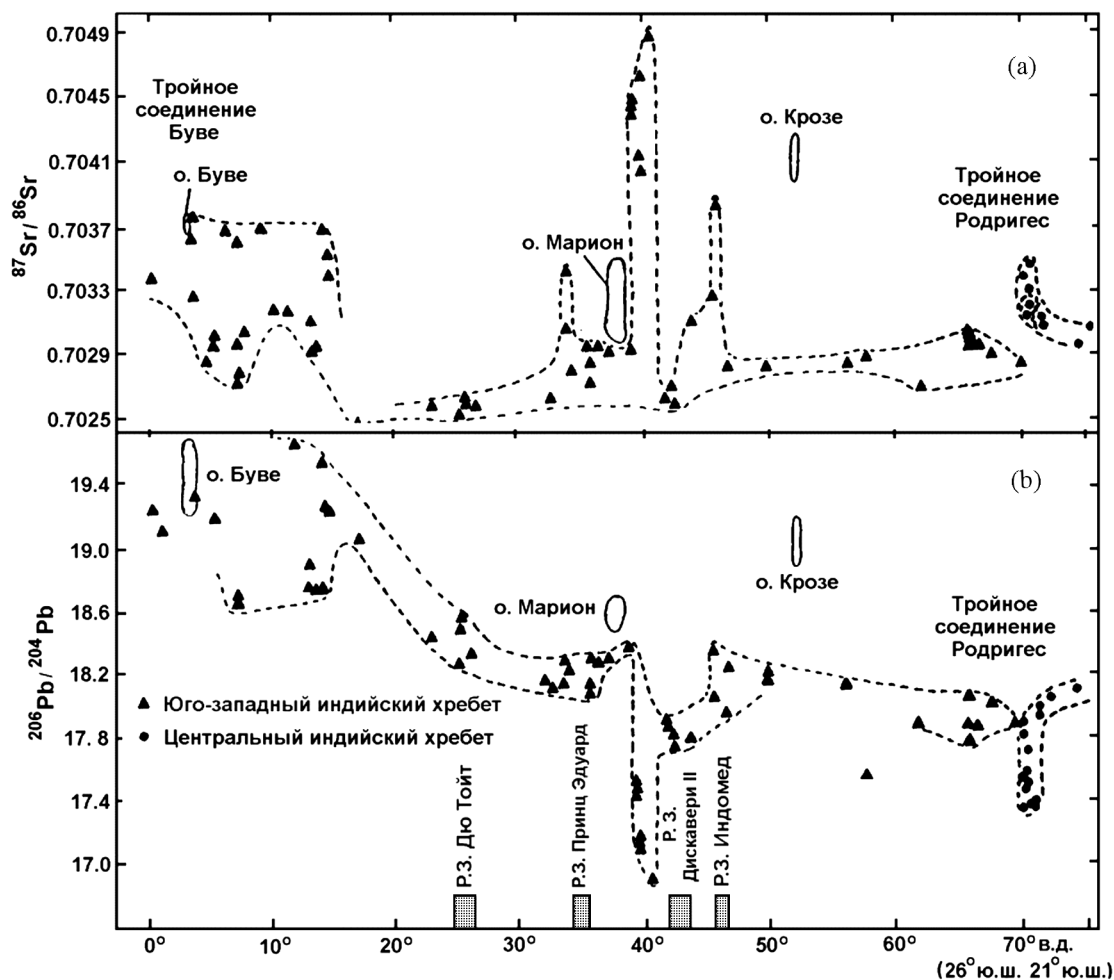 0.7049
0.7045
0.7041
0.7037
0.7033
0.7029
0.7025
87Sr/86Sr
(a)
Тройное
соединение
Буве
о. Буве
о. Марион
о. Крозе
Тройное
соединение
Родригес
19.4
19.0
18.6
18.2
17.8
17.4
17.0
206Pb/204Pb
(b)
о. Буве
о. Марион
о. Крозе
Тройное
соединение
Родригес
Юго-западный индийский хребет
Центральный индийский хребет
Р.З. Дю Тойт
Р.З. Принц Эдуард
Р.З.
Дискавери II
Р.З. Индомед
0° 10° 20° 30° 40° 50° 60° 70° в.д.
(26° ю.ш. 21° ю.ш.)